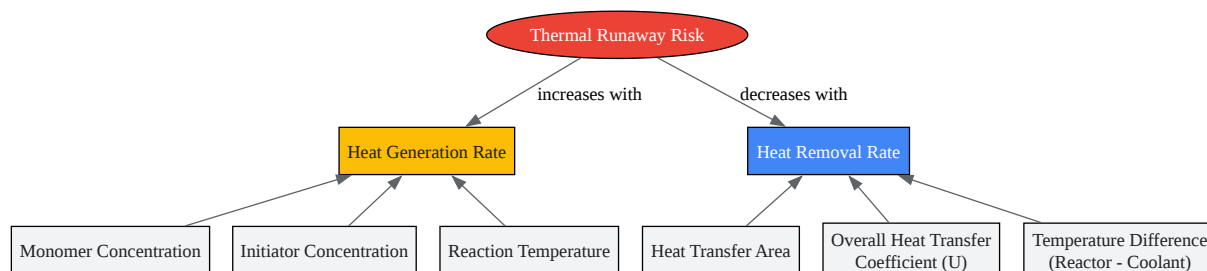 Thermal Runaway Risk
increases with
decreases with
Heat Generation Rate
Heat Removal Rate
Monomer Concentration
Initiator Concentration
Reaction Temperature
Heat Transfer Area
Overall Heat Transfer
Coefficient (U)
Temperature Difference
(Reactor - Coolant)